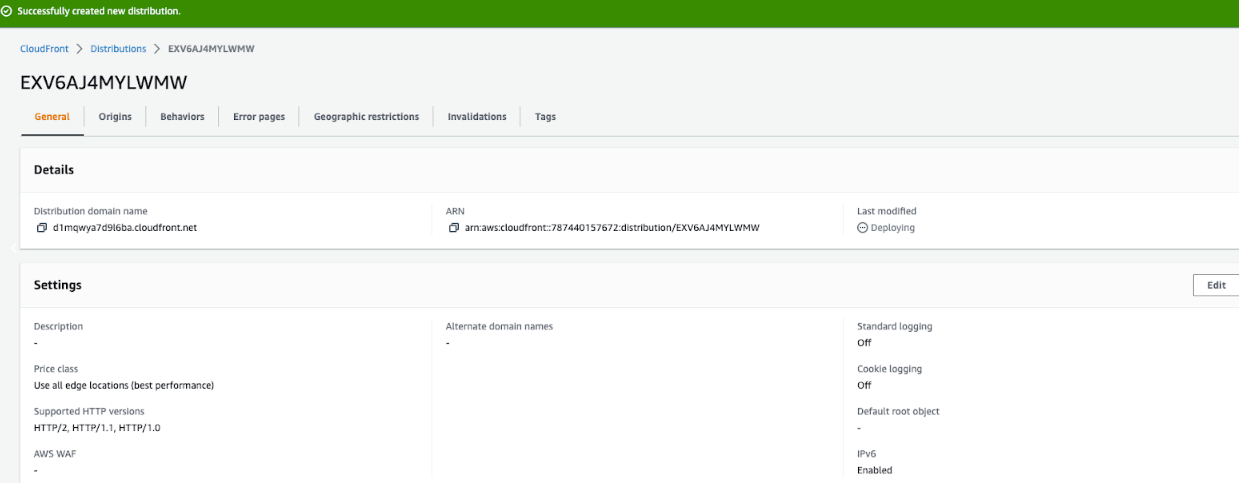 Successfully created new distribution.
CloudFront > Distributions > EXV6AJ4MYLWMW
EXV6AJ4MYLWMW
General Origins Behaviors Error pages Geographic restrictions Invalidations Tags
Details
Distribution domain name ARN Last modified
d1mqwya7d9l6ba.cloudfront.net arn:aws:cloudfront::787440157672:distribution/EXV6AJ4MYLWMW Deploying
Settings Edit
Description Alternate domain names Standard logging
- - Off
Price class Cookie logging
Use all edge locations (best performance) Off
Supported HTTP versions Default root object
HTTP/2, HTTP/1.1, HTTP/1.0 -
AWS WAF IPv6
- Enabled